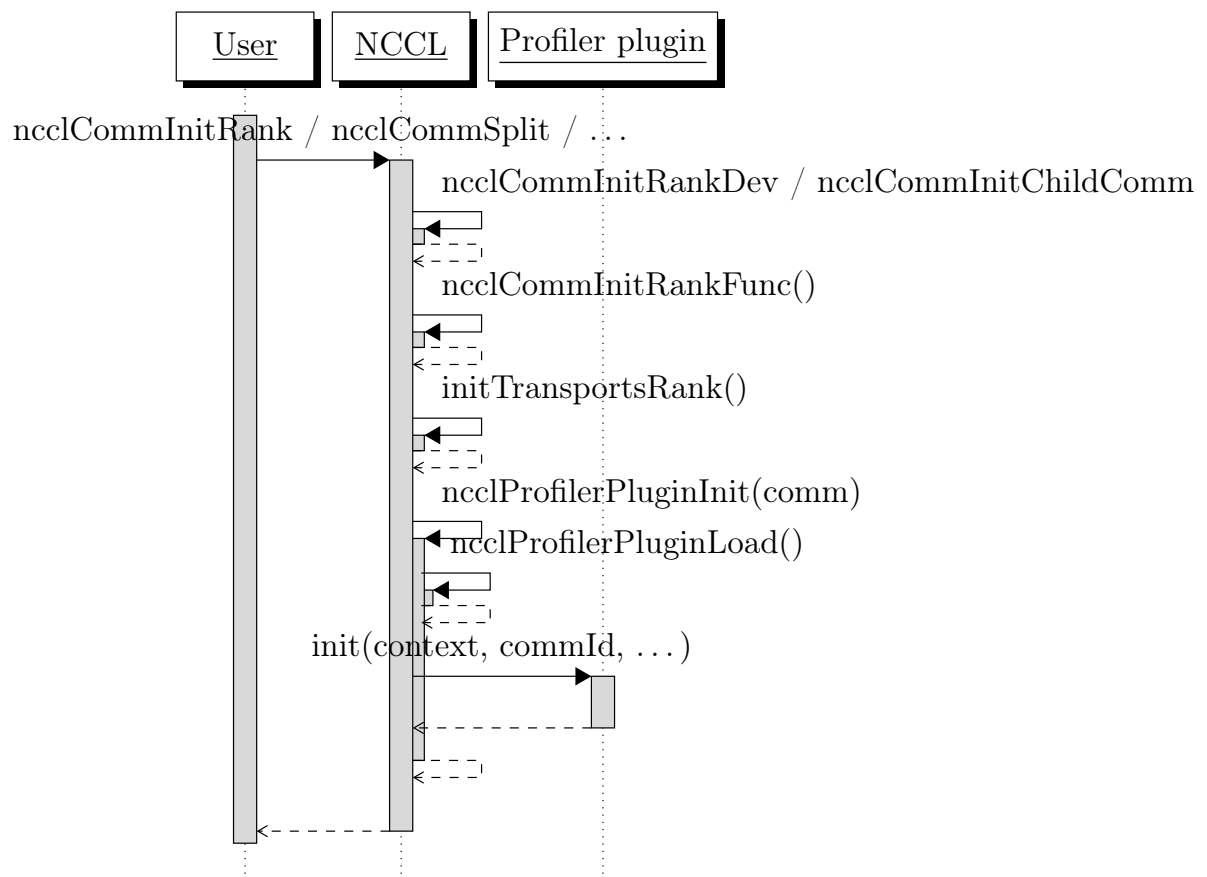 User
NCCL
Profiler plugin
ncclCommInitRank / ncclCommSplit / ...
ncclCommInitRankDev / ncclCommInitChildComm
ncclCommInitRankFunc()
initTransportsRank()
ncclProfilerPluginInit(comm)
ncclProfilerPluginLoad()
init(context, commId, ...)